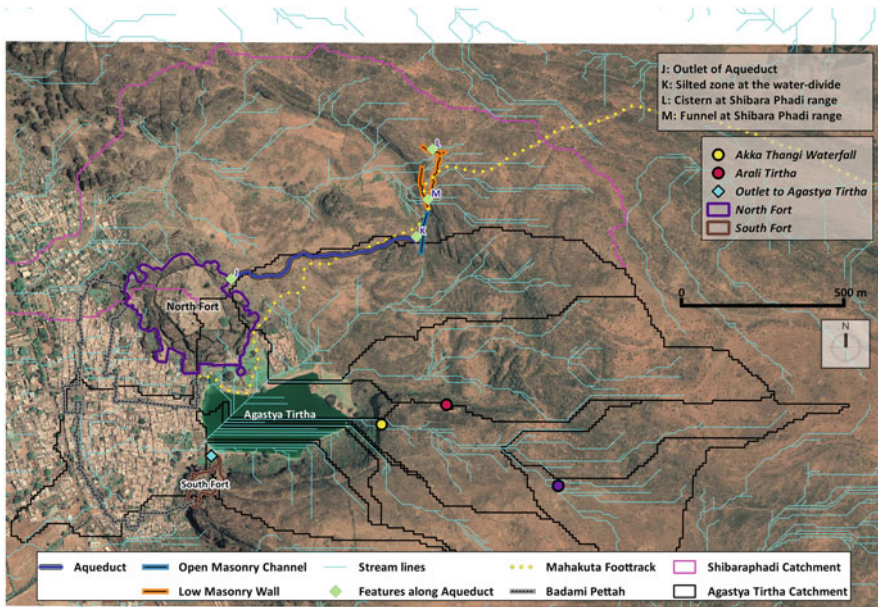 J: Outlet of Aqueduct
K: Silted zone at the water-divide
L: Cistern at Shibara Phadi range
M: Funnel at Shibara Phadi range
Akka Thangi Waterfall
Arali Tirtha
Outlet to Agastya Tirtha
North Fort
South Fort
0 500 m
N
L
M
K
J
North Fort
Agastya Tirtha
South Fort
Aqueduct
Open Masonry Channel
Stream lines
Mahakuta Foottrack
Shibaraphadi Catchment
Low Masonry Wall
Features along Aqueduct
Badami Pettah
Agastya Tirtha Catchment